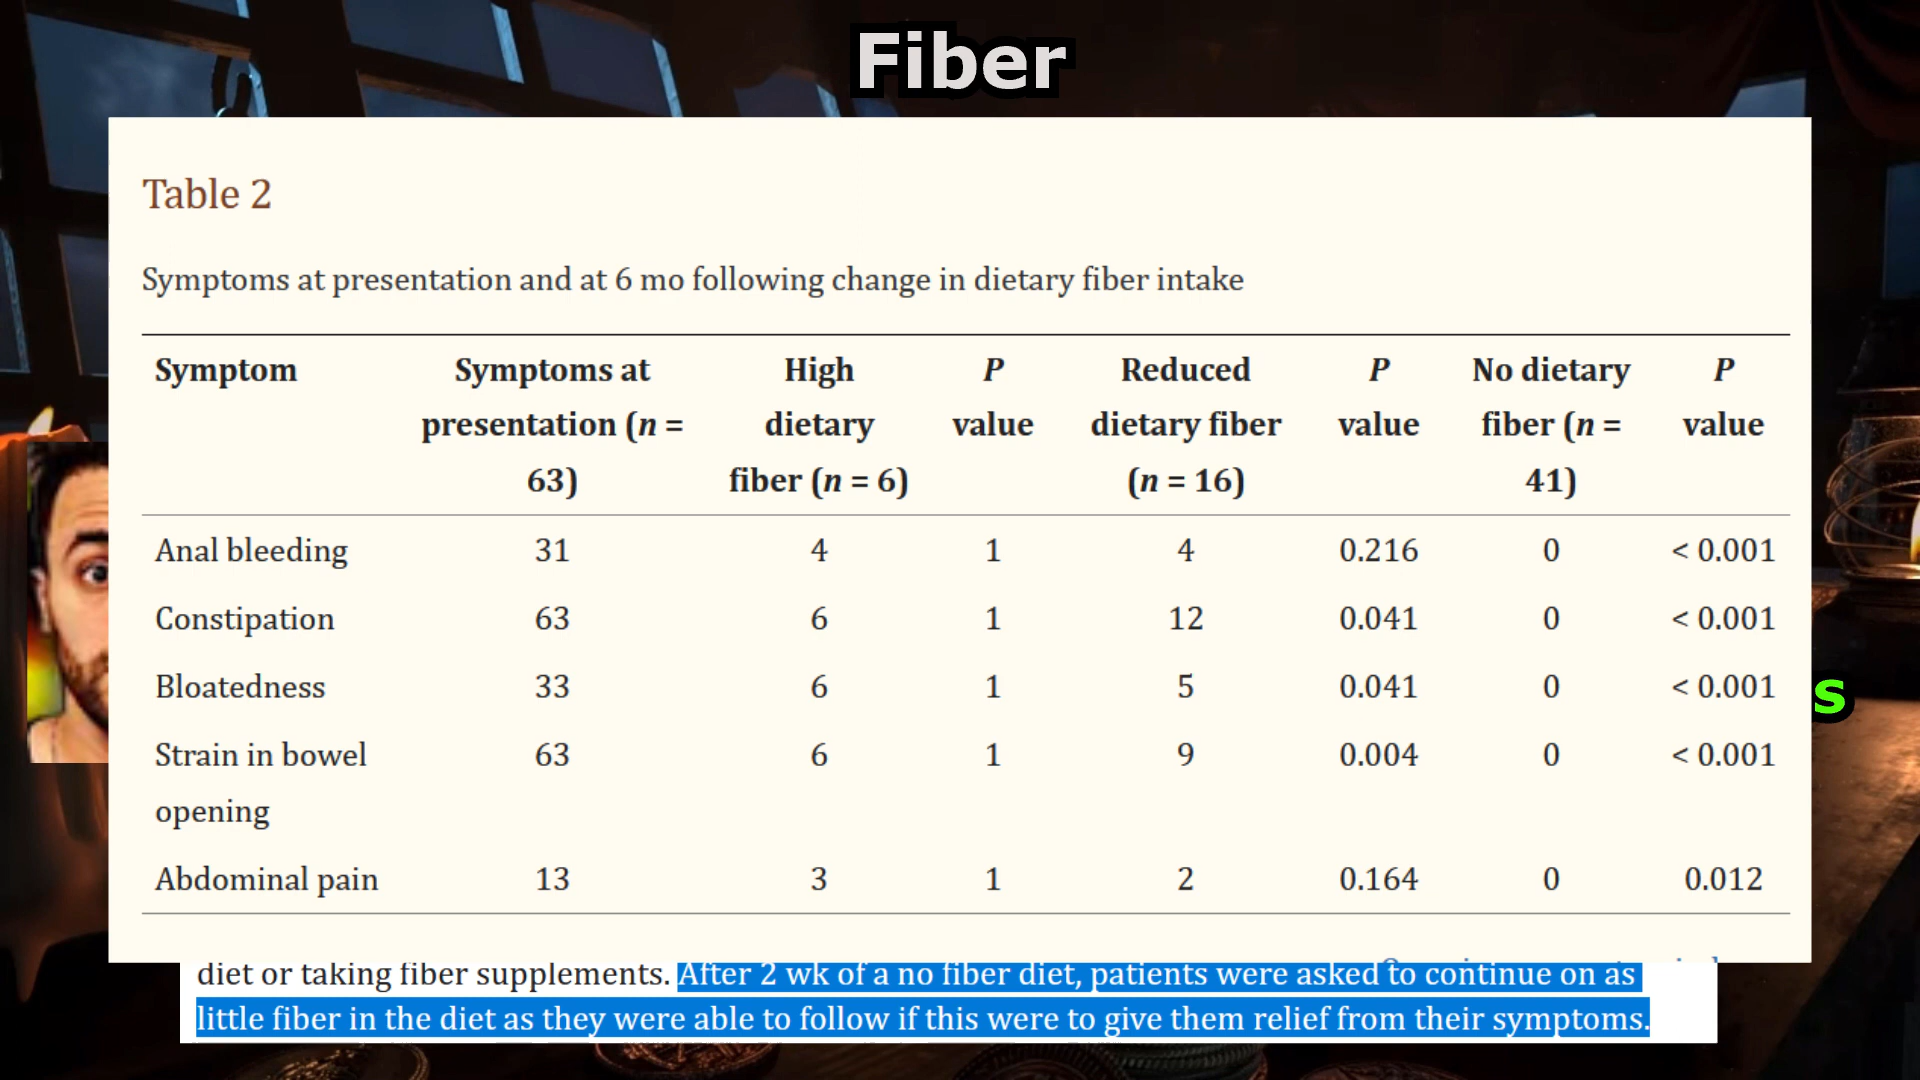 Fiber
Table 2
Symptoms at presentation and at 6 mo following change in dietary fiber intake
Symptom Symptoms at presentation (n = 63) High dietary fiber (n = 6) P value Reduced dietary fiber (n = 16) P value No dietary fiber (n = 41) P value
Anal bleeding 31 4 1 4 0.216 0 < 0.001
Constipation 63 6 1 12 0.041 0 < 0.001
Bloatedness 33 6 1 5 0.041 0 < 0.001
Strain in bowel opening 63 6 1 9 0.004 0 < 0.001
Abdominal pain 13 3 1 2 0.164 0 0.012
s
diet or taking fiber supplements. After 2 wk of a no fiber diet, patients were asked to continue on as
little fiber in the diet as they were able to follow if this were to give them relief from their symptoms.